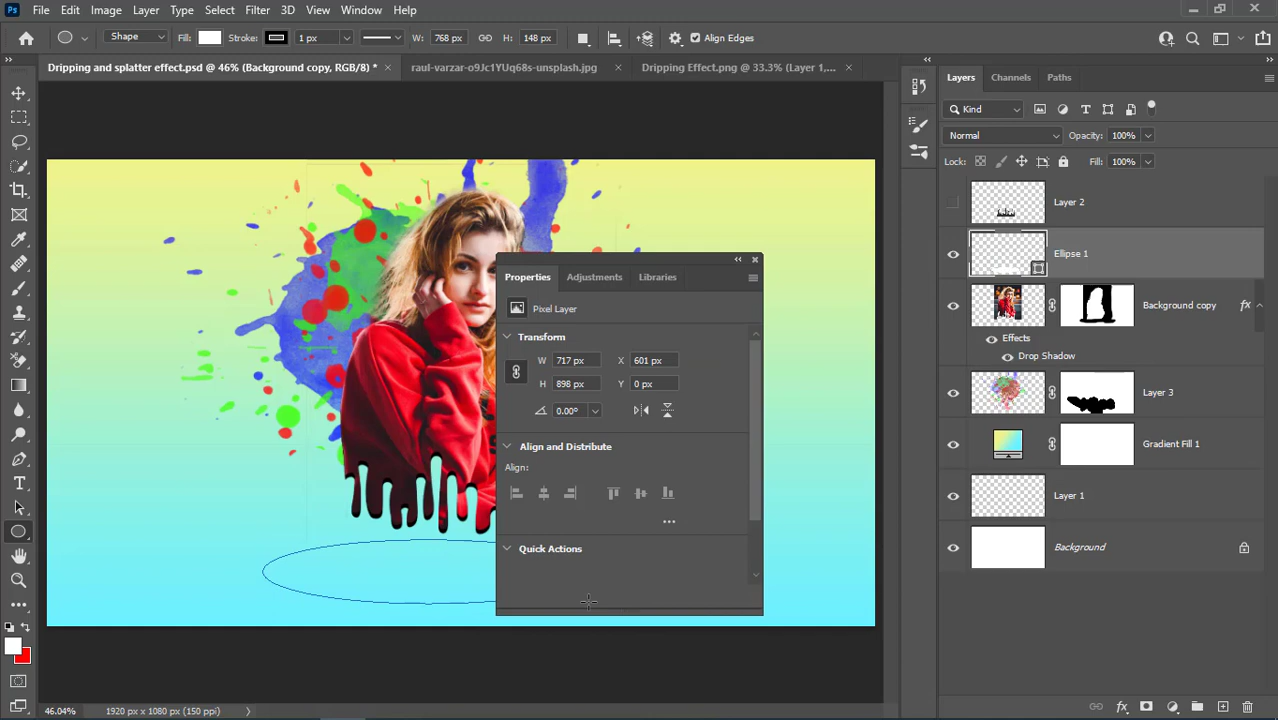 Ps File Edit Image Layer Type Select Filter 3D View Window Help
Shape Fill: Stroke: 1 px W: 768 px H: 148 px Align Edges
Dripping and splatter effect.psd @ 46% (Background copy, RGB/8) * raul-varzar-o9Jc1YUq68s-unsplash.jpg Dripping Effect.png @ 33.3% (Layer 1,...
Layers Channels Paths
Kind
Normal Opacity: 100%
Lock: Fill: 100%
Layer 2
Ellipse 1
Background copy fx
Effects
Drop Shadow
Layer 3
Gradient Fill 1
Layer 1
Background
Properties Adjustments Libraries
Pixel Layer
Transform
W 717 px X 601 px
H 898 px Y 0 px
0.00°
Align and Distribute
Align:
Quick Actions
46.04% 1920 px x 1080 px (150 ppi)
fx